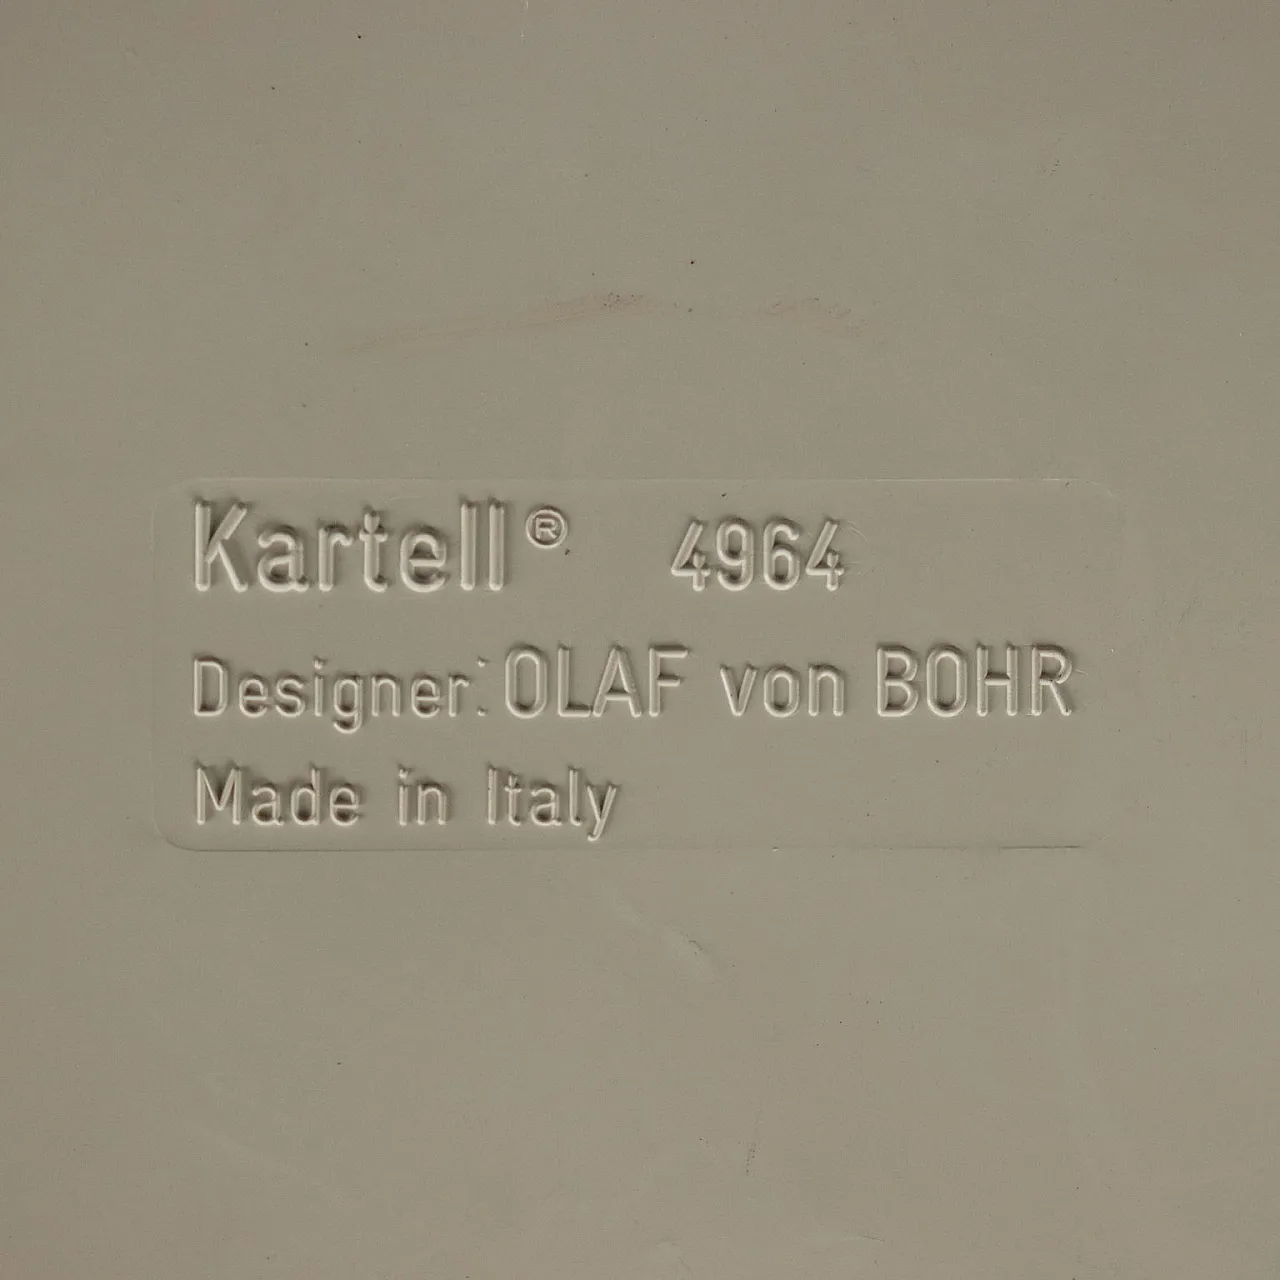 Kartell® 4964
Designer: OLAF von BOHR
Made in Italy